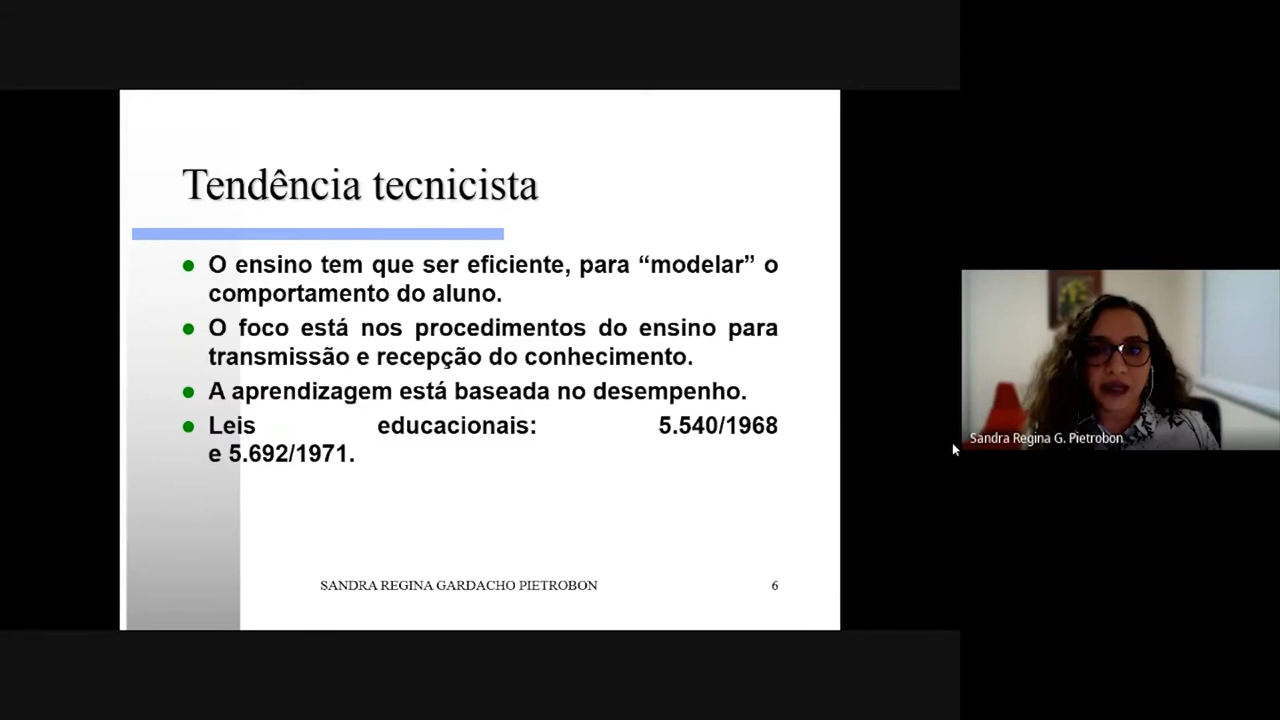 Tendência tecnicista
O ensino tem que ser eficiente, para “modelar” o
comportamento do aluno.
O foco está nos procedimentos do ensino para
transmissão e recepção do conhecimento.
A aprendizagem está baseada no desempenho.
Leis educacionais: 5.540/1968
e 5.692/1971.
SANDRA REGINA GARDACHO PIETROBON 6
Sandra Regina G. Pietrobon